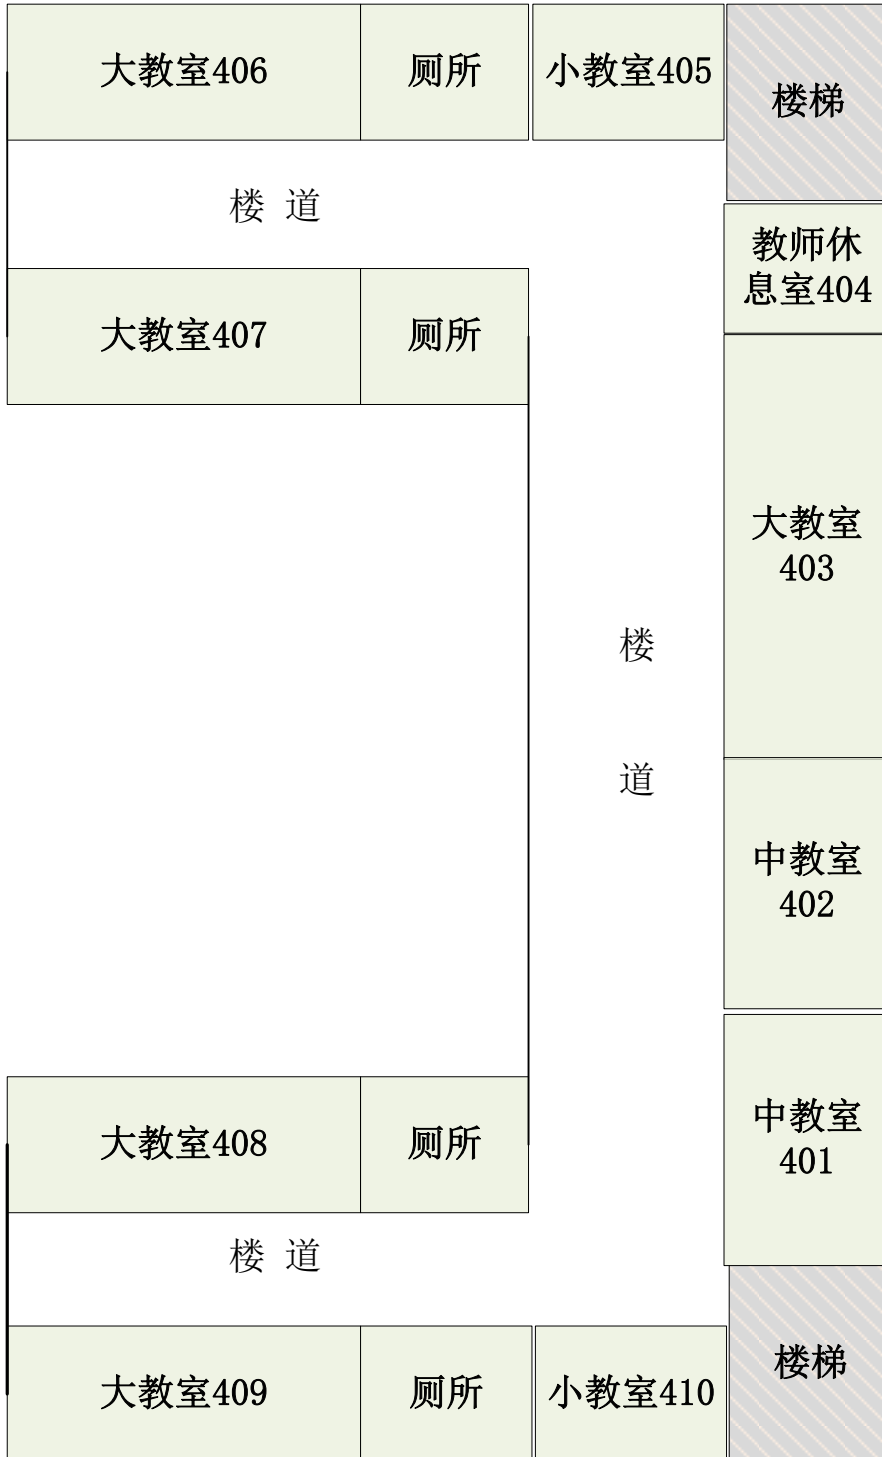 大教室406
厕所
小教室405
楼梯
楼 道
教师休
息室404
大教室407
厕所
大教室
403
楼
道
中教室
402
大教室408
厕所
中教室
401
楼 道
大教室409
厕所
小教室410
楼梯